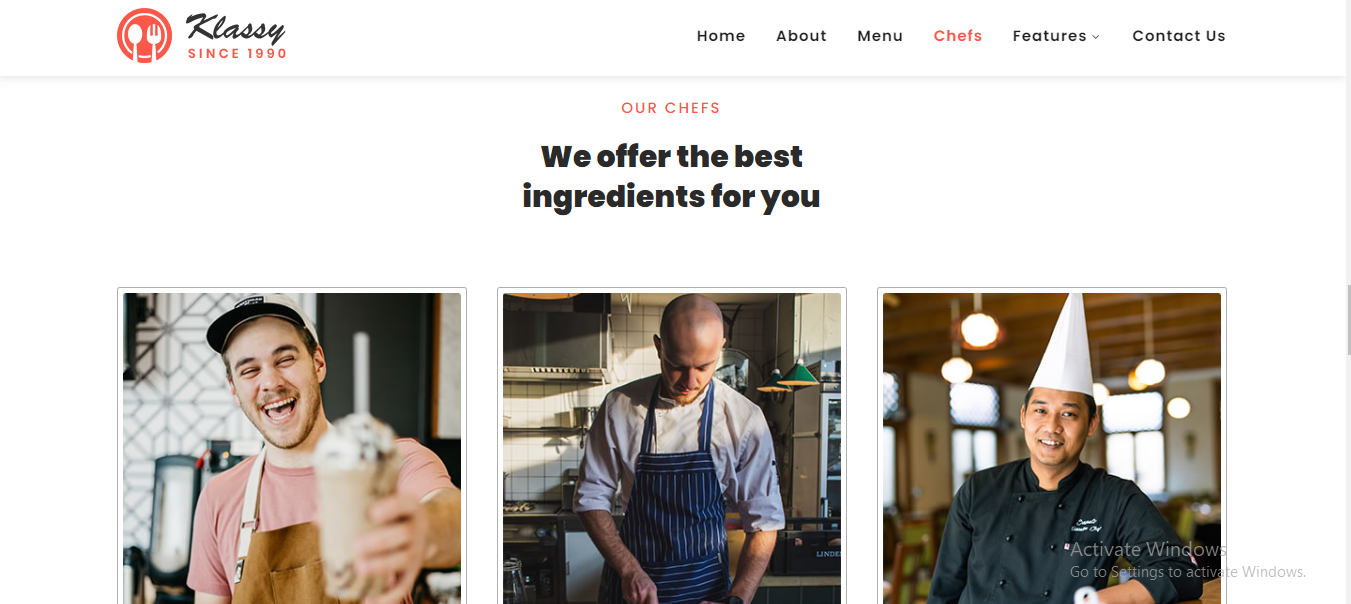 Klassy
SINCE 1990
Home About Menu Chefs Features Contact Us
OUR CHEFS
We offer the best
ingredients for you
LINDE
Activate Windows
Go to Settings to activate Windows.